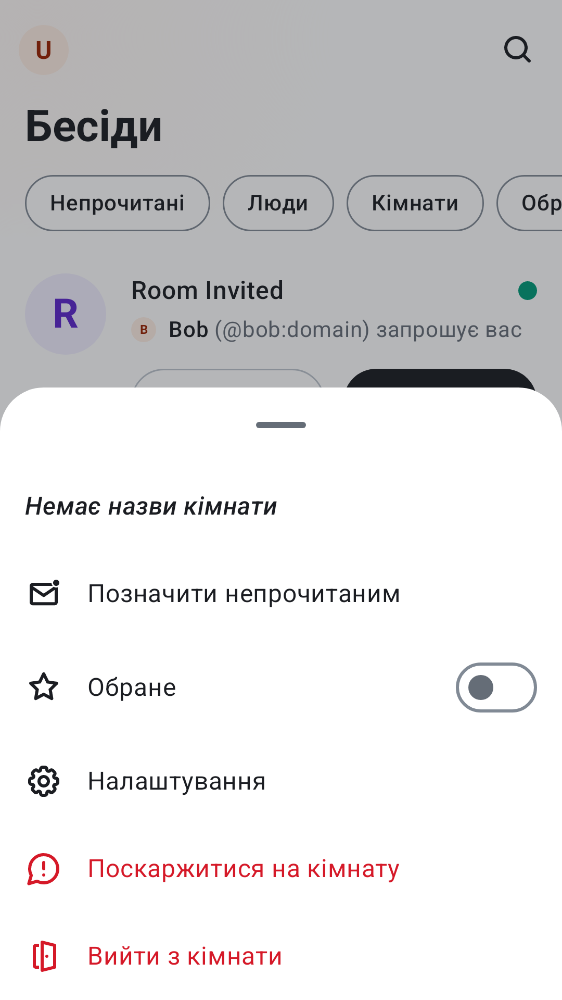 U
Бесіди
Непрочитані
Люди
Кімнати
Обр
R
Room Invited
B Bob (@bob:domain) запрошує вас
Немає назви кімнати
Позначити непрочитаним
Обране
Налаштування
Поскаржитися на кімнату
Вийти з кімнати